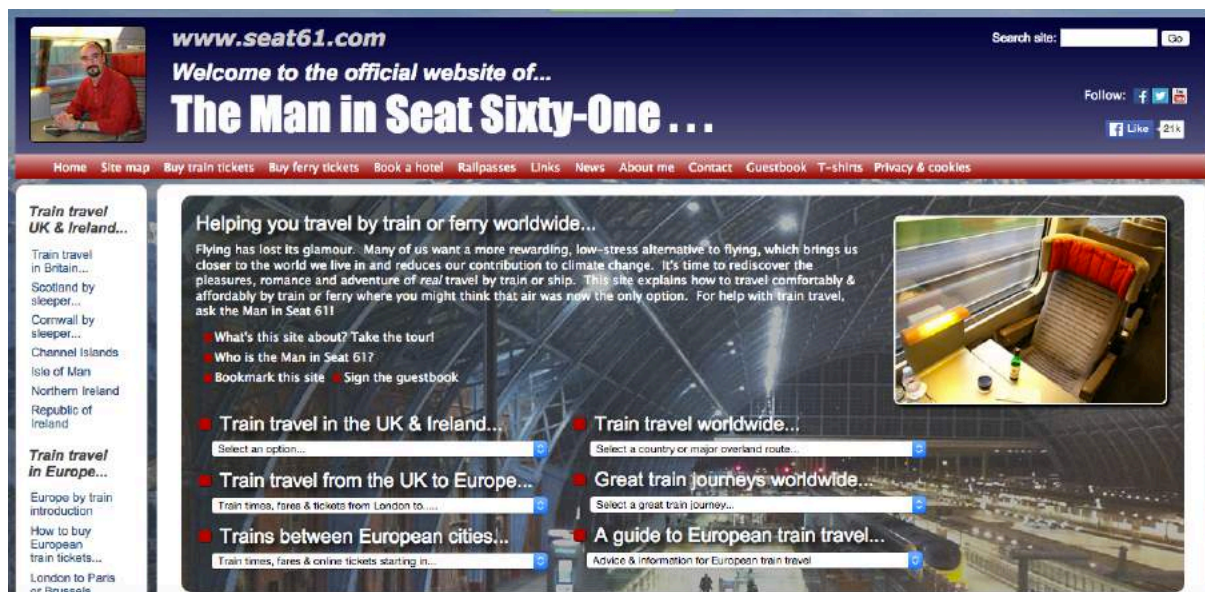 www.seat61.com
Search site:
Go
Welcome to the official website of...
The Man in Seat Sixty-One . . .
Follow:
Like
21k
Home Site map Buy train tickets Buy ferry tickets Book a hotel Railpasses Links News About me Contact Guestbook T-shirts Privacy & cookies
Train travel
UK & Ireland...
Train travel
in Britain...
Scotland by
sleeper...
Cornwall by
sleeper...
Channel Islands
Isle of Man
Northern Ireland
Republic of
Ireland
Train travel
in Europe...
Europe by train
introduction
How to buy
European
train tickets...
London to Paris
or Brussels
Helping you travel by train or ferry worldwide...
Flying has lost its glamour. Many of us want a more rewarding, low-stress alternative to flying, which brings us
closer to the world we live in and reduces our contribution to climate change. It's time to rediscover the
pleasures, romance and adventure of real travel by train or ship. This site explains how to travel comfortably &
affordably by train or ferry where you might think that air was now the only option. For help with train travel,
ask the Man in Seat 61!
What's this site about? Take the tour!
Who is the Man in Seat 61?
Bookmark this site Sign the guestbook
Train travel in the UK & Ireland...
Select an option...
Train travel from the UK to Europe...
Train times, fares & tickets from London to.....
Trains between European cities...
Train times, fares & online tickets starting in...
Train travel worldwide...
Select a country or major overland route...
Great train journeys worldwide...
Select a great train journey...
A guide to European train travel...
Advice & information for European train travel